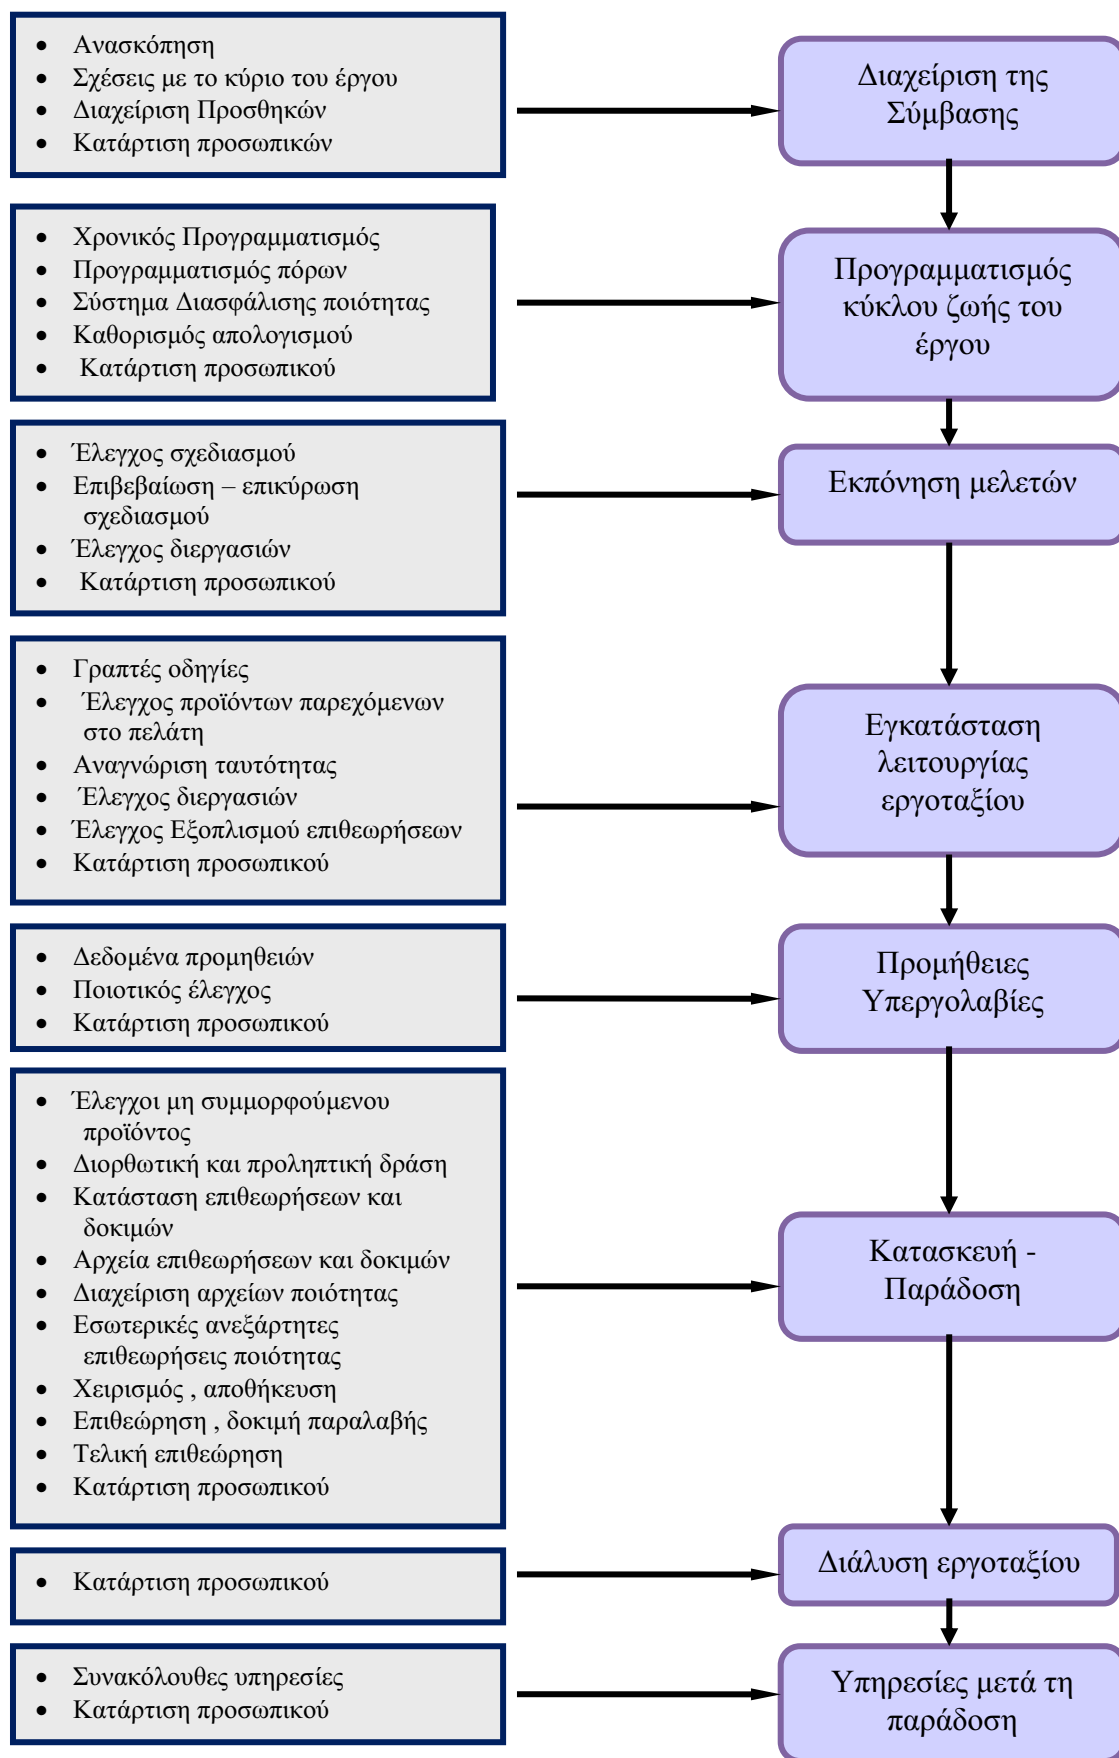 • Ανασκόπηση
• Σχέσεις με το κύριο του έργου
• Διαχείριση Προσθηκών
• Κατάρτιση προσωπικών
Διαχείριση της
Σύμβασης
• Χρονικός Προγραμματισμός
• Προγραμματισμός πόρων
• Σύστημα Διασφάλισης ποιότητας
• Καθορισμός απολογισμού
• Κατάρτιση προσωπικού
Προγραμματισμός
κύκλου ζωής του
έργου
• Έλεγχος σχεδιασμού
• Επιβεβαίωση – επικύρωση
σχεδιασμού
• Έλεγχος διεργασιών
• Κατάρτιση προσωπικού
Εκπόνηση μελετών
• Γραπτές οδηγίες
• Έλεγχος προϊόντων παρεχόμενων
στο πελάτη
• Αναγνώριση ταυτότητας
• Έλεγχος διεργασιών
• Έλεγχος Εξοπλισμού επιθεωρήσεων
• Κατάρτιση προσωπικού
Εγκατάσταση
λειτουργίας
εργοταξίου
• Δεδομένα προμηθειών
• Ποιοτικός έλεγχος
• Κατάρτιση προσωπικού
Προμήθειες
Υπεργολαβίες
• Έλεγχοι μη συμμορφούμενου
προϊόντος
• Διορθωτική και προληπτική δράση
• Κατάσταση επιθεωρήσεων και
δοκιμών
• Αρχεία επιθεωρήσεων και δοκιμών
• Διαχείριση αρχείων ποιότητας
• Εσωτερικές ανεξάρτητες
επιθεωρήσεις ποιότητας
• Χειρισμός , αποθήκευση
• Επιθεώρηση , δοκιμή παραλαβής
• Τελική επιθεώρηση
• Κατάρτιση προσωπικού
Κατασκευή -
Παράδοση
• Κατάρτιση προσωπικού
Διάλυση εργοταξίου
• Συνακόλουθες υπηρεσίες
• Κατάρτιση προσωπικού
Υπηρεσίες μετά τη
παράδοση